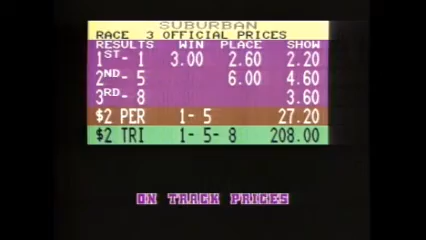 SUBURBAN
RACE 3 OFFICIAL PRICES
RESULTS WIN PLACE SHOW
1ST- 1 3.00 2.60 2.20
2ND- 5 6.00 4.60
3RD- 8 3.60
$2 PER 1- 5 27.20
$2 TRI 1- 5- 8 208.00
ON TRACK PRICES